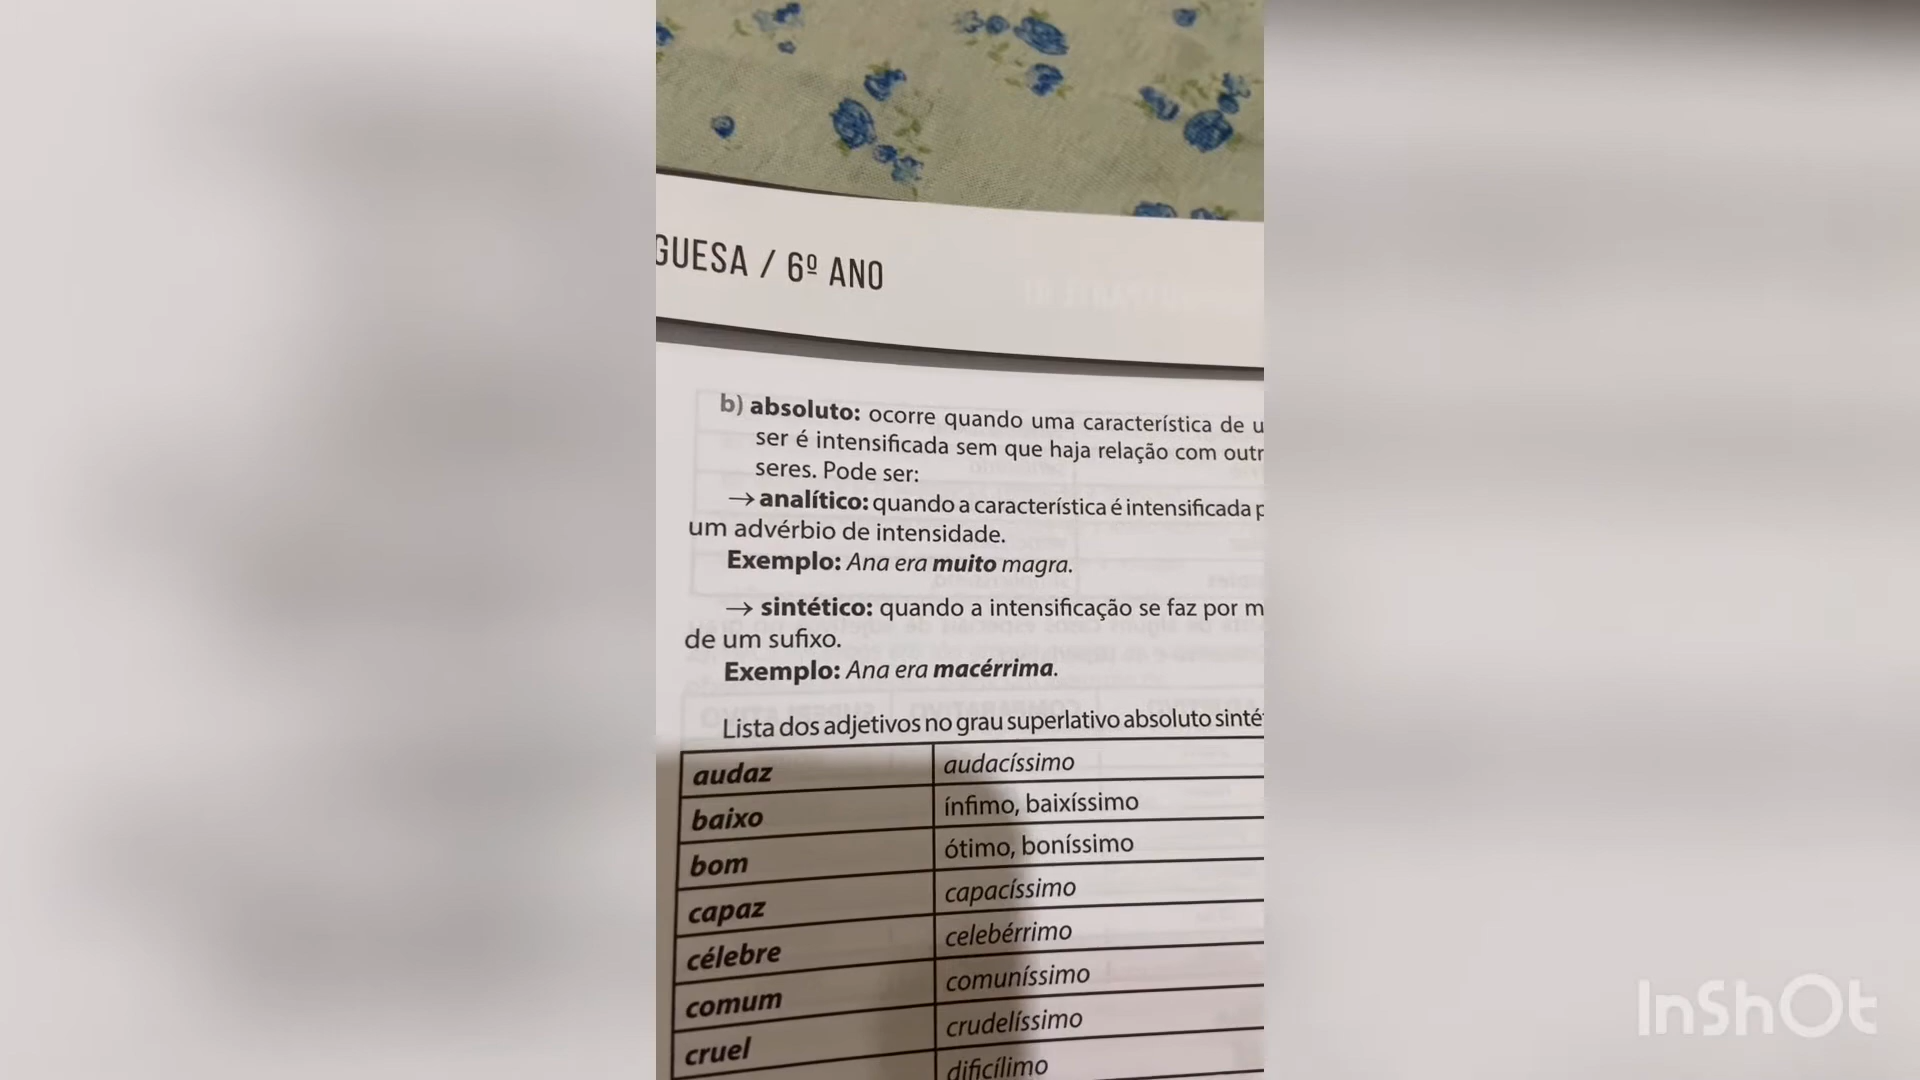 GUESA / 6º ANO
b) absoluto: ocorre quando uma característica de
ser é intensificada sem que haja relação com
seres. Pode ser:
→ analítico: quando a característica é intensificada
um advérbio de intensidade.
Exemplo: Ana era muito magra.
→ sintético: quando a intensificação se faz por
de um sufixo.
Exemplo: Ana era macérrima.
Lista dos adjetivos no grau superlativo absoluto
audaz audacíssimo
baixo ínfimo, baixíssimo
bom ótimo, boníssimo
capaz capacíssimo
célebre celebérrimo
comum comuníssimo
cruel crudelíssimo
dificílimo
InShOt